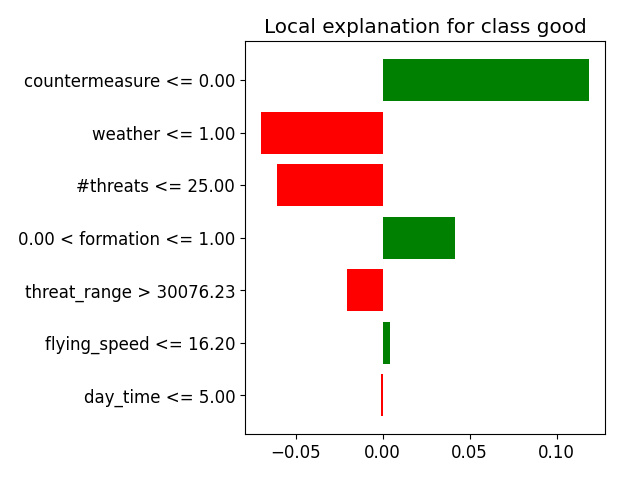 Local explanation for class good
countermeasure <= 0.00
weather <= 1.00
#threats <= 25.00
0.00 < formation <= 1.00
threat_range > 30076.23
flying_speed <= 16.20
day_time <= 5.00
−0.05 0.00 0.05 0.10